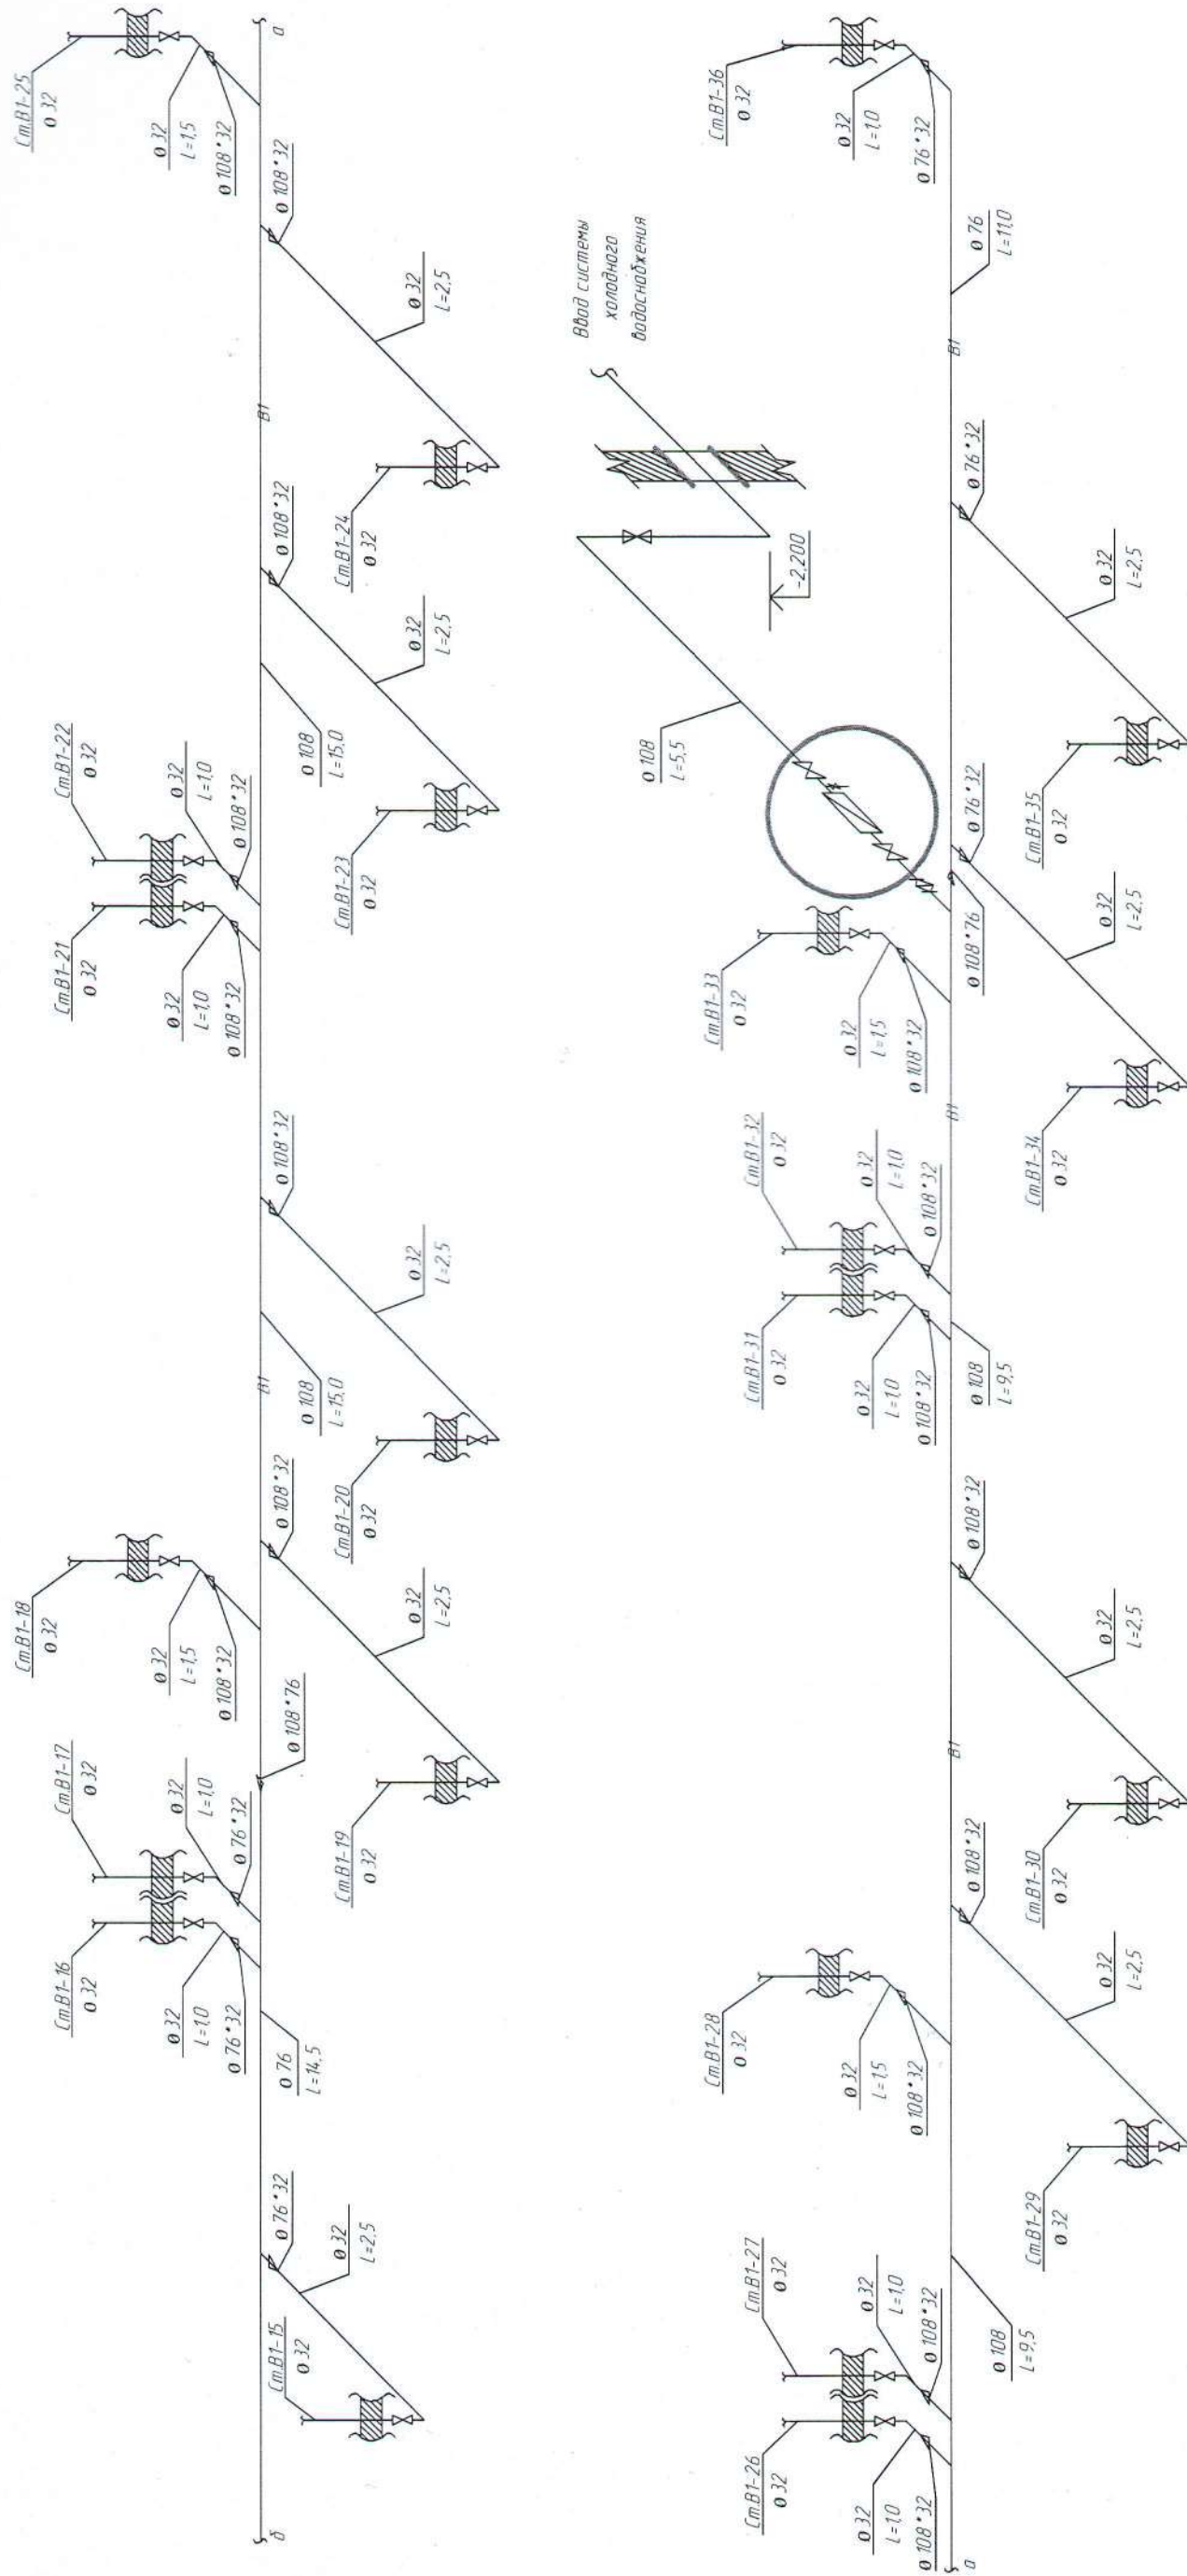 Ст.В1-25
ø 32
ø 32
l=1,5
ø 108*32
а
ø 108*32
ø 32
l=2,5
В1
Ст.В1-24
ø 32
ø 108*32
ø 32
l=2,5
Ст.В1-22
ø 32
ø 32
l=1,0
ø 108*32
ø 108
l=15,0
Ст.В1-23
ø 32
Ст.В1-21
ø 32
ø 32
l=1,0
ø 108*32
ø 108*32
ø 32
l=2,5
ø 108
l=15,0
В1
Ст.В1-20
ø 32
ø 108*32
ø 32
l=2,5
Ст.В1-18
ø 32
ø 32
l=1,5
ø 108*32
ø 108*76
Ст.В1-17
ø 32
ø 32
l=1,0
ø 76*32
Ст.В1-19
ø 32
Ст.В1-16
ø 32
ø 32
l=1,0
ø 76*32
ø 76
l=14,5
ø 76*32
ø 32
l=2,5
Ст.В1-15
ø 32
б
Ввод системы
холодного
водоснабжения
-2,200
ø 108
l=5,5
Ст.В1-36
ø 32
ø 32
l=1,0
ø 76*32
ø 76
l=11,0
В1
ø 76*32
ø 32
l=2,5
Ст.В1-35
ø 32
ø 76*32
ø 32
l=2,5
ø 108*76
Ст.В1-33
ø 32
ø 32
l=1,5
ø 108*32
В1
Ст.В1-34
ø 32
Ст.В1-32
ø 32
ø 32
l=1,0
ø 108*32
Ст.В1-31
ø 32
ø 32
l=1,0
ø 108*32
ø 108
l=9,5
ø 108*32
ø 32
l=2,5
В1
Ст.В1-30
ø 32
ø 108*32
ø 32
l=2,5
Ст.В1-28
ø 32
ø 32
l=1,5
ø 108*32
Ст.В1-29
ø 32
Ст.В1-27
ø 32
ø 32
l=1,0
ø 108*32
ø 108
l=9,5
Ст.В1-26
ø 32
ø 32
l=1,0
ø 108*32
а